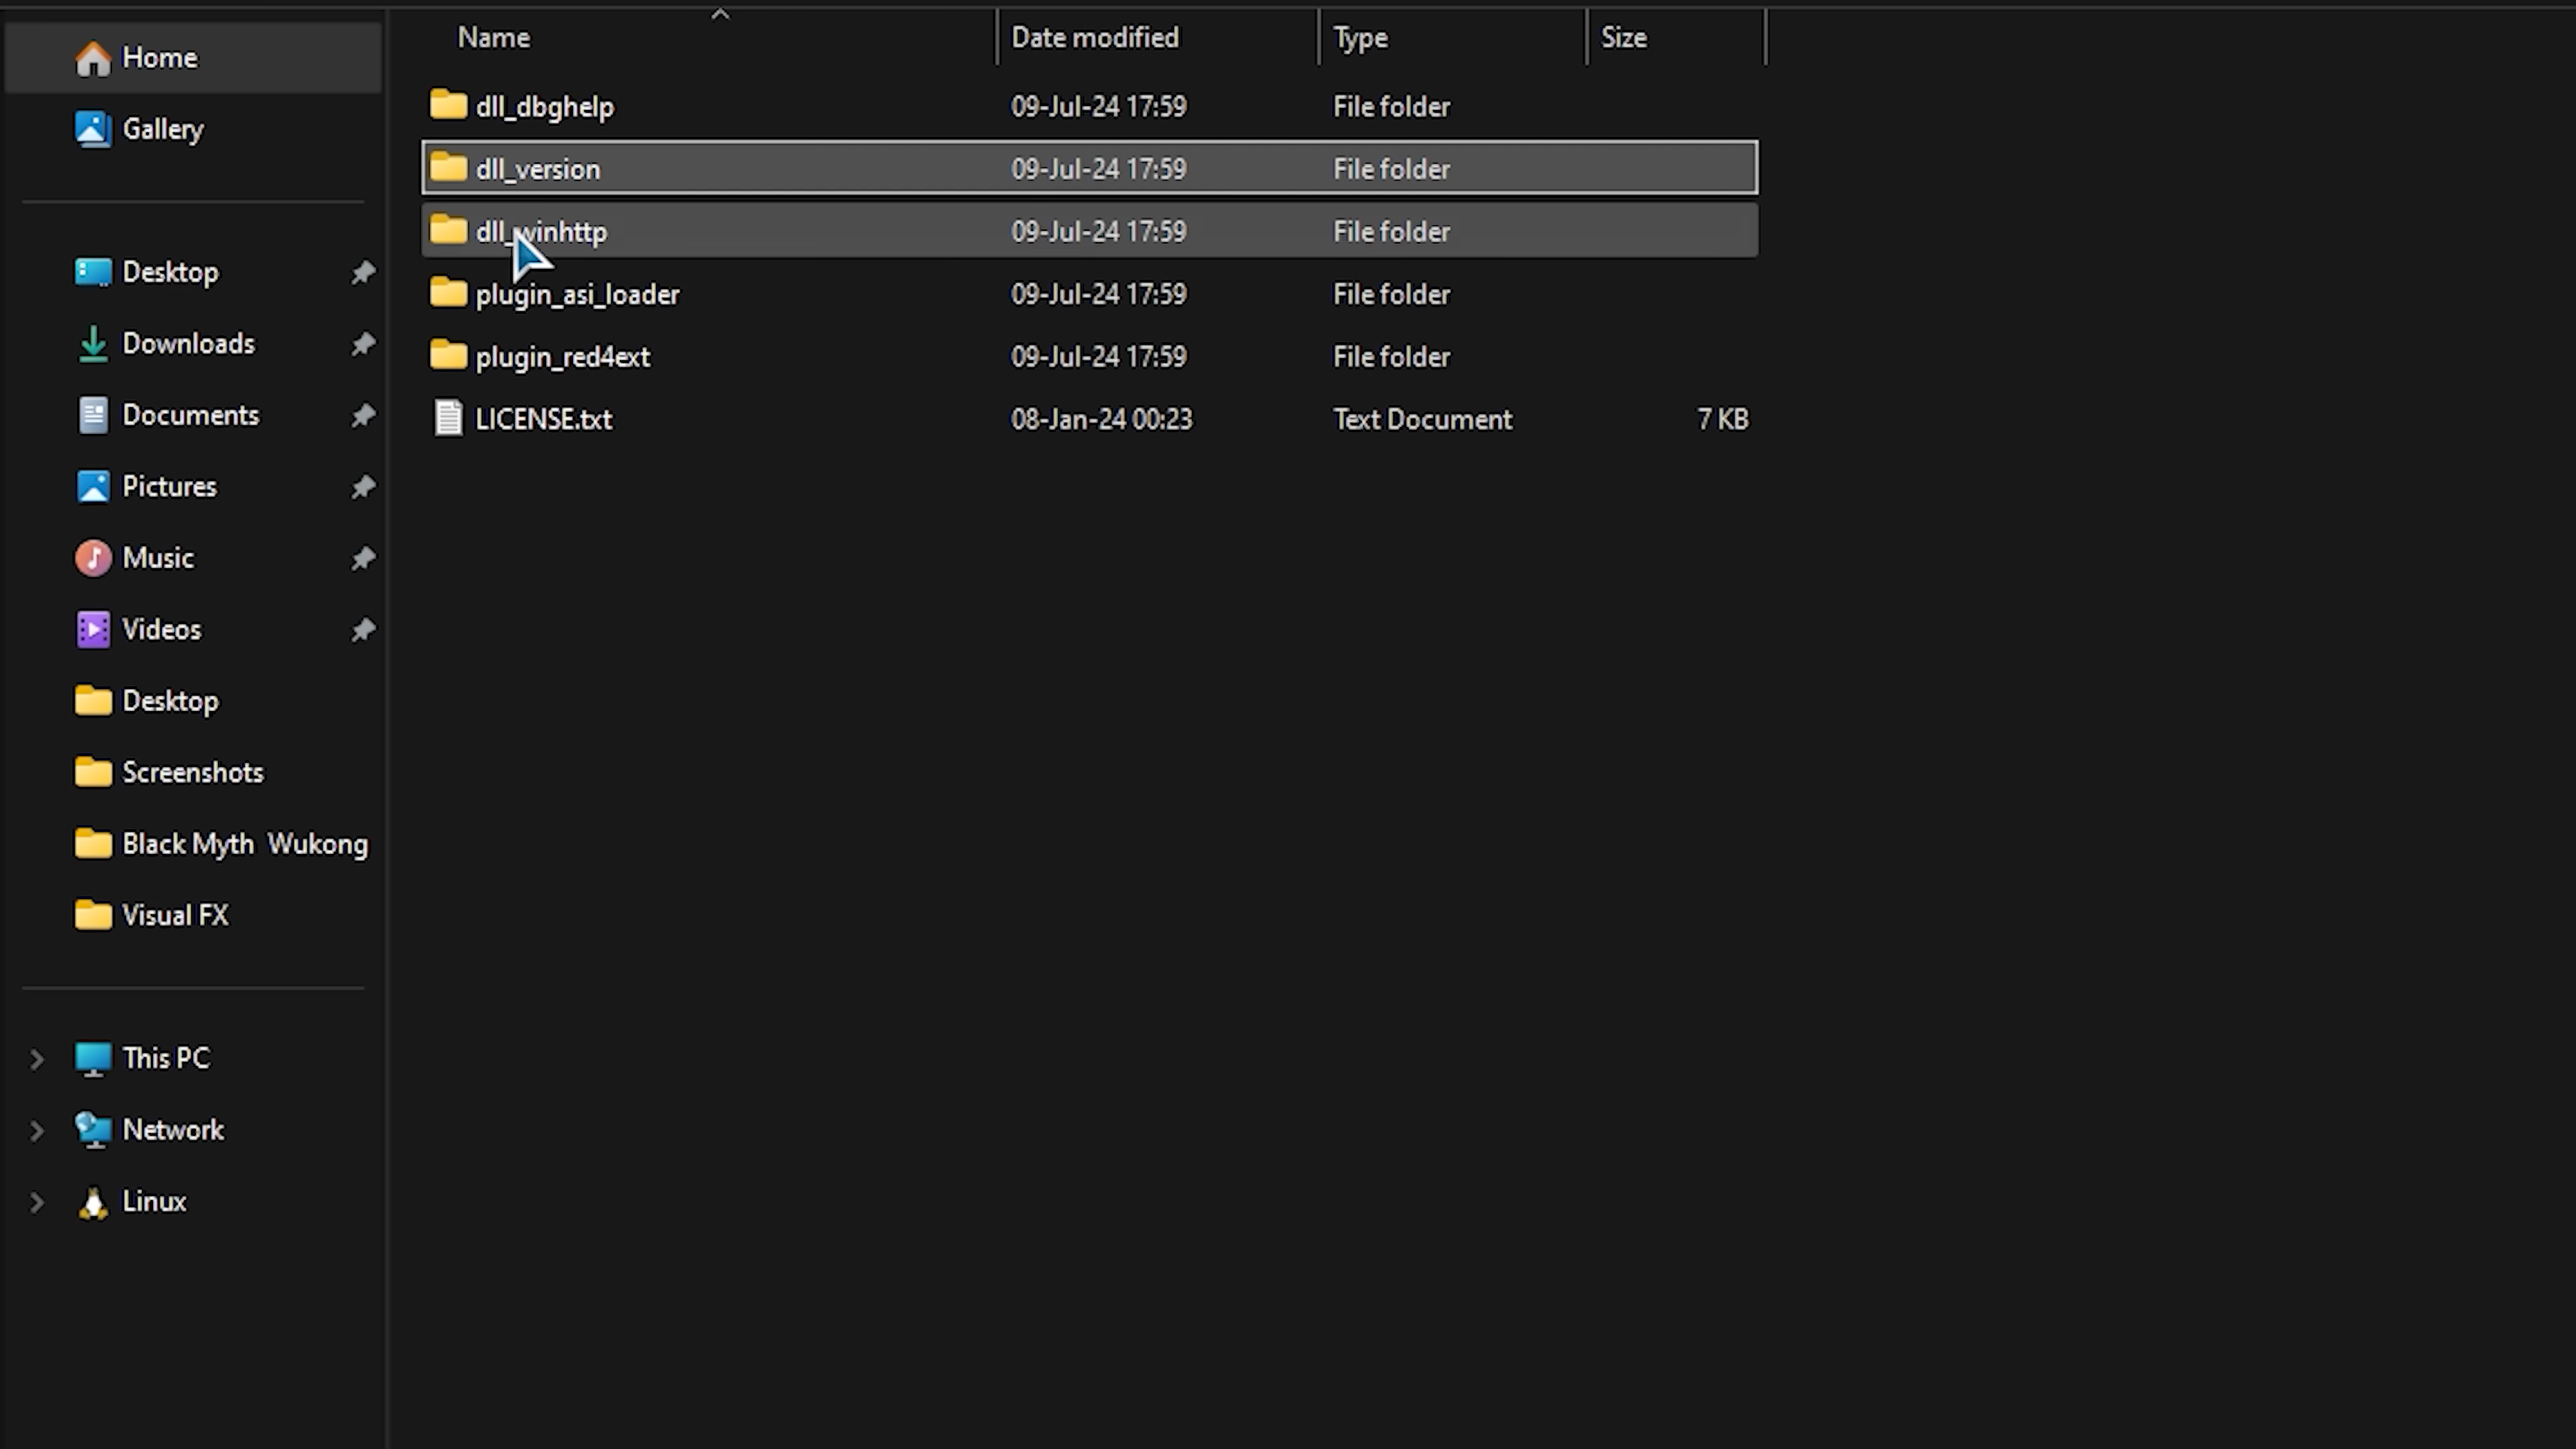 Home
Gallery
Desktop
Downloads
Documents
Pictures
Music
Videos
Desktop
Screenshots
Black Myth  Wukong
Visual FX
This PC
Network
Linux
Name Date modified Type Size
dll_dbghelp 09-Jul-24 17:59 File folder
dll_version 09-Jul-24 17:59 File folder
dll_winhttp 09-Jul-24 17:59 File folder
plugin_asi_loader 09-Jul-24 17:59 File folder
plugin_red4ext 09-Jul-24 17:59 File folder
LICENSE.txt 08-Jan-24 00:23 Text Document 7 KB